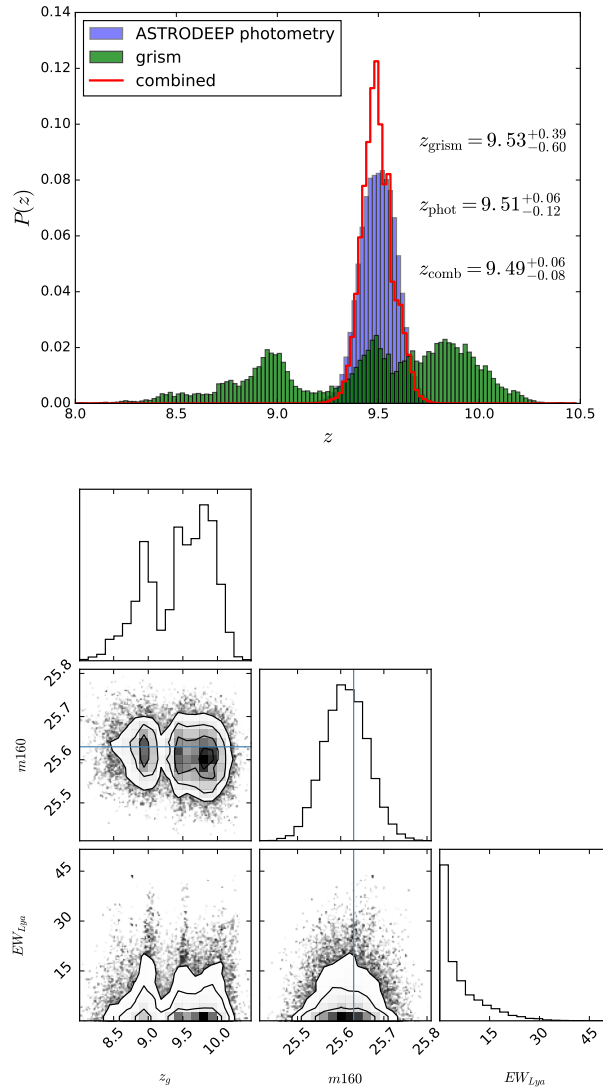 0.14
0.12
0.10
0.08
0.06
0.04
0.02
0.00
P(z)
ASTRODEEP photometry
grism
combined
z_grism = 9.53 +0.39 −0.60
z_phot = 9.51 +0.06 −0.12
z_comb = 9.49 +0.06 −0.08
8.0 8.5 9.0 9.5 10.0 10.5
z
25.8
25.7
25.6
25.5
m160
45
30
15
EW_Lya
8.5 9.0 9.5 10.0
z_g
25.5 25.6 25.7 25.8
m160
15 30 45
EW_Lya